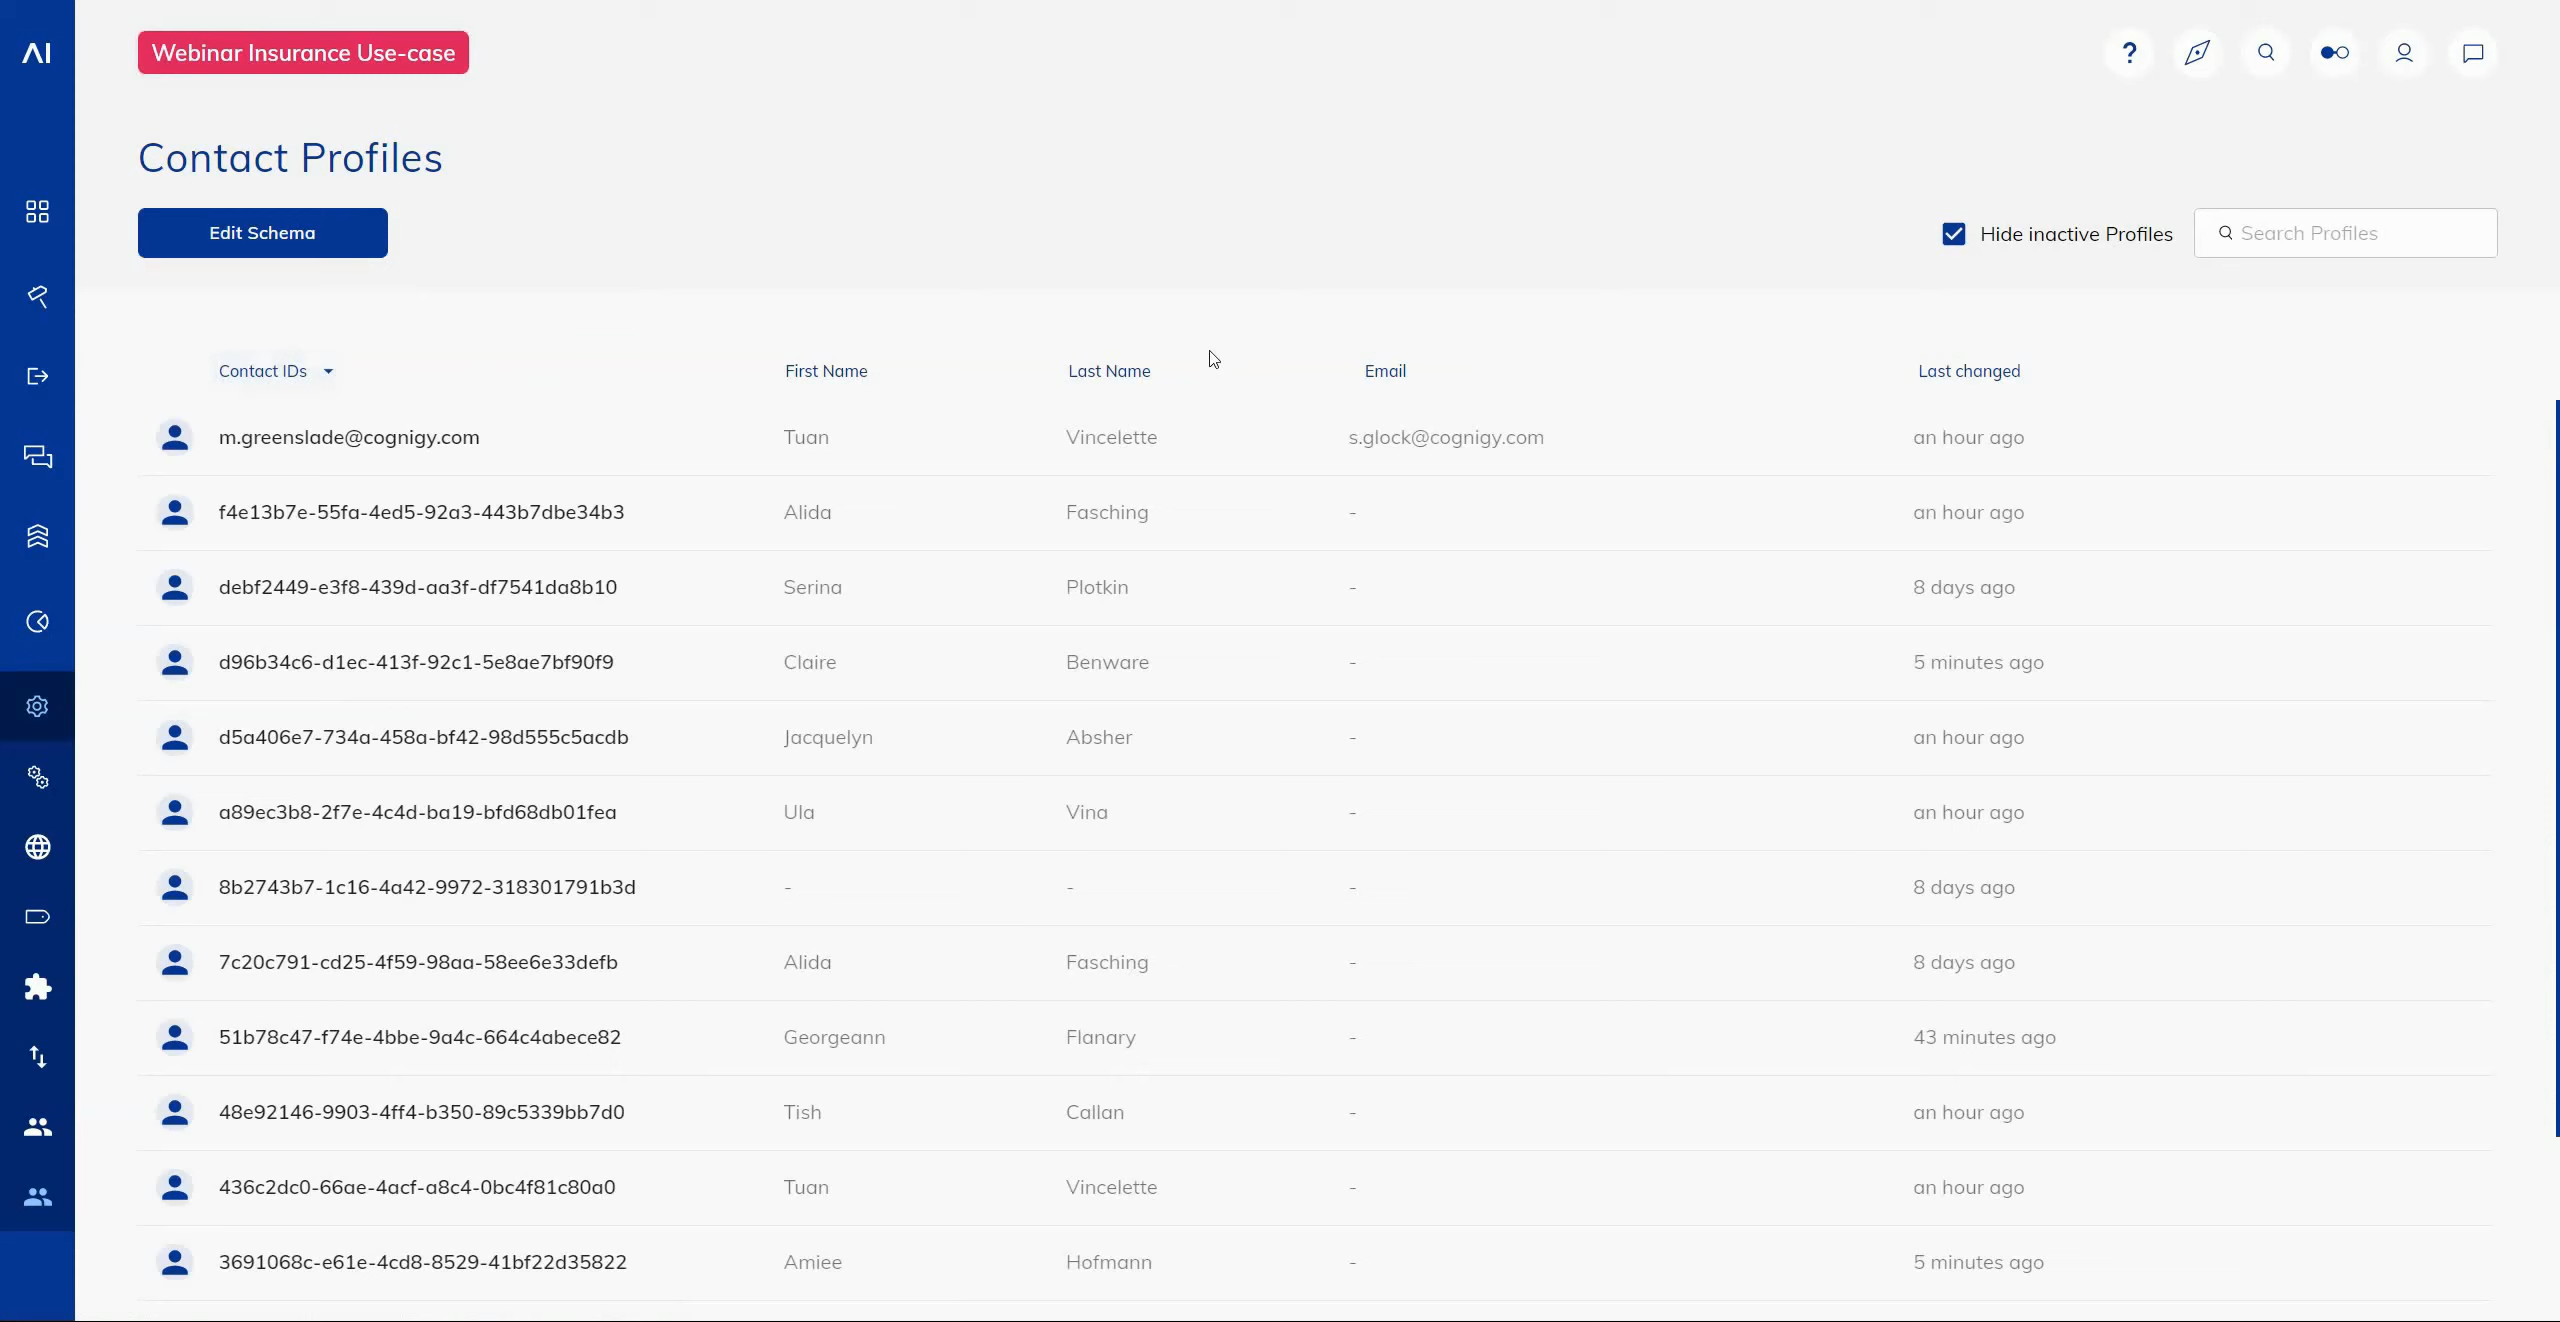 AI
Webinar Insurance Use-case
?
Contact Profiles
Edit Schema
Hide inactive Profiles
Search Profiles
Contact IDs First Name Last Name Email Last changed
m.greenslade@cognigy.com Tuan Vincelette s.glock@cognigy.com an hour ago
f4e13b7e-55fa-4ed5-92a3-443b7dbe34b3 Alida Fasching - an hour ago
debf2449-e3f8-439d-aa3f-df7541da8b10 Serina Plotkin - 8 days ago
d96b34c6-d1ec-413f-92c1-5e8ae7bf90f9 Claire Benware - 5 minutes ago
d5a406e7-734a-458a-bf42-98d555c5acdb Jacquelyn Absher - an hour ago
a89ec3b8-2f7e-4c4d-ba19-bfd68db01fea Ula Vina - an hour ago
8b2743b7-1c16-4a42-9972-318301791b3d - - - 8 days ago
7c20c791-cd25-4f59-98aa-58ee6e33defb Alida Fasching - 8 days ago
51b78c47-f74e-4bbe-9a4c-664c4abece82 Georgeann Flanary - 43 minutes ago
48e92146-9903-4ff4-b350-89c5339bb7d0 Tish Callan - an hour ago
436c2dc0-66ae-4acf-a8c4-0bc4f81c80a0 Tuan Vincelette - an hour ago
3691068c-e61e-4cd8-8529-41bf22d35822 Amiee Hofmann - 5 minutes ago